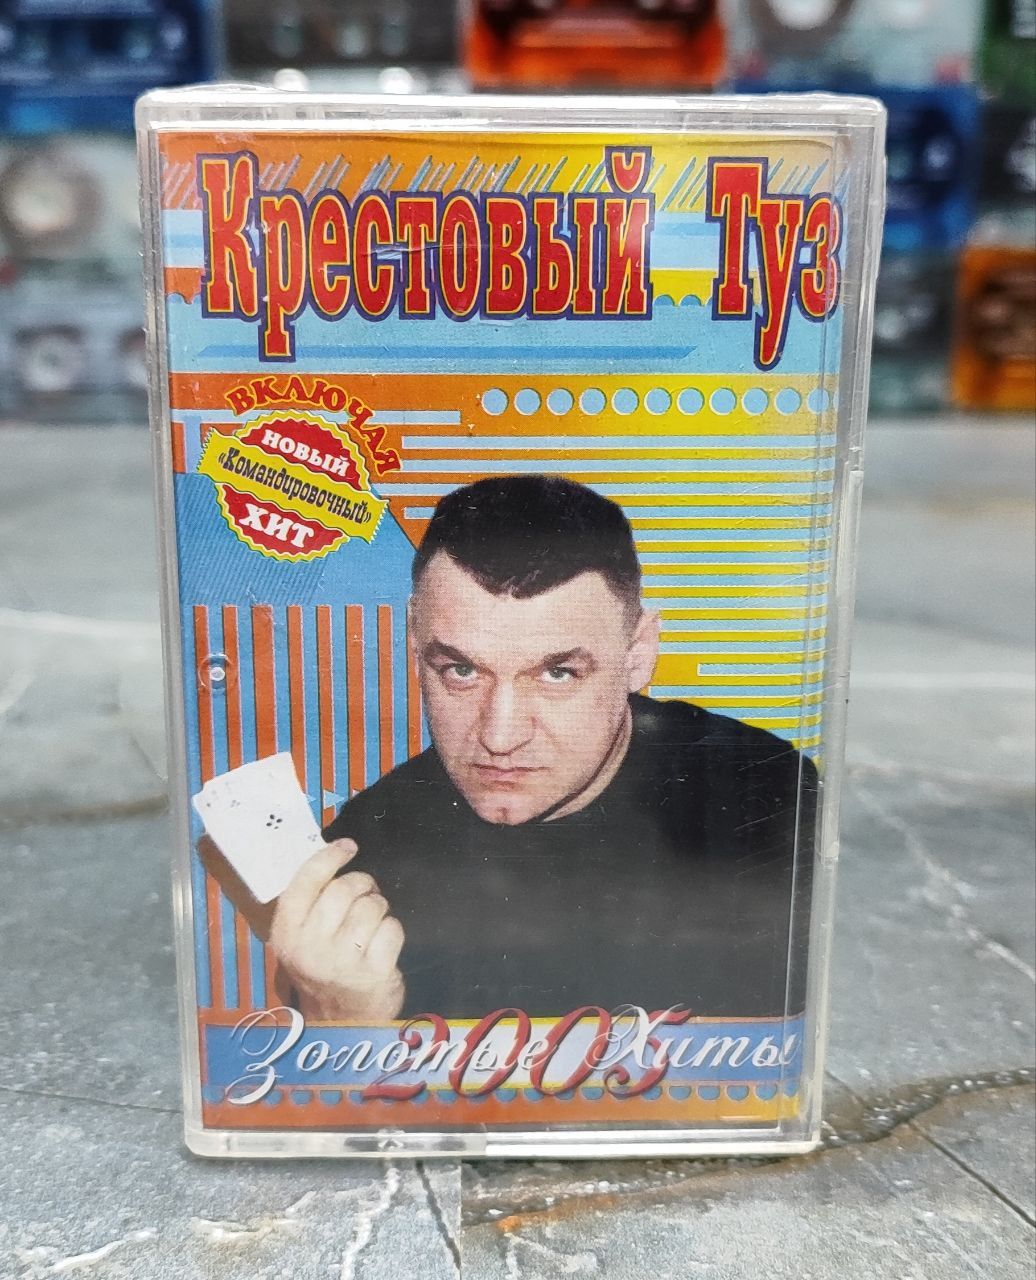 Крестовый Туз
ВКЛЮЧАЯ
НОВЫЙ
«Командировочный»
ХИТ
2005
Золотые Хиты